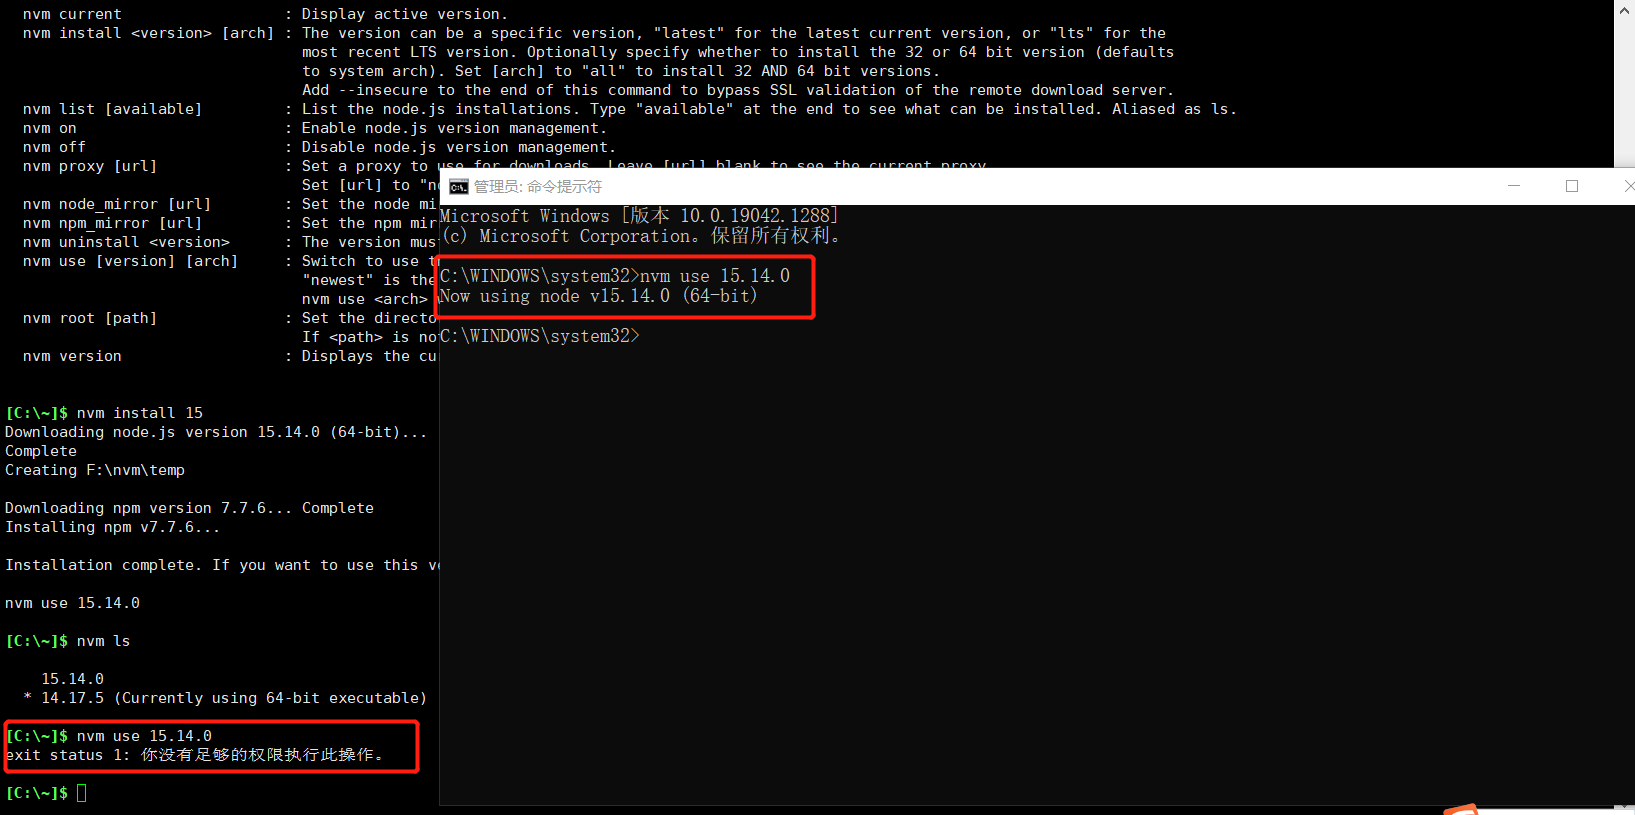 nvm current : Display active version.
nvm install <version> [arch] : The version can be a specific version, "latest" for the latest current version, or "lts" for the
most recent LTS version. Optionally specify whether to install the 32 or 64 bit version (defaults
to system arch). Set [arch] to "all" to install 32 AND 64 bit versions.
Add --insecure to the end of this command to bypass SSL validation of the remote download server.
nvm list [available] : List the node.js installations. Type "available" at the end to see what can be installed. Aliased as ls.
nvm on : Enable node.js version management.
nvm off : Disable node.js version management.
nvm proxy [url] : Set a proxy to use for downloads. Leave [url] blank to see the current proxy
Set [url] to "n
nvm node_mirror [url] : Set the node mi
nvm npm_mirror [url] : Set the npm mir
nvm uninstall <version> : The version mus
nvm use [version] [arch] : Switch to use t
"newest" is the
nvm use <arch>
nvm root [path] : Set the directo
If <path> is no
nvm version : Displays the cu
[C:\~]$ nvm install 15
Downloading node.js version 15.14.0 (64-bit)...
Complete
Creating F:\nvm\temp
Downloading npm version 7.7.6... Complete
Installing npm v7.7.6...
Installation complete. If you want to use this v
nvm use 15.14.0
[C:\~]$ nvm ls
15.14.0
* 14.17.5 (Currently using 64-bit executable)
[C:\~]$ nvm use 15.14.0
exit status 1: 你没有足够的权限执行此操作。
[C:\~]$
管理员: 命令提示符
Microsoft Windows [版本 10.0.19042.1288]
(c) Microsoft Corporation。保留所有权利。
C:\WINDOWS\system32>nvm use 15.14.0
Now using node v15.14.0 (64-bit)
C:\WINDOWS\system32>